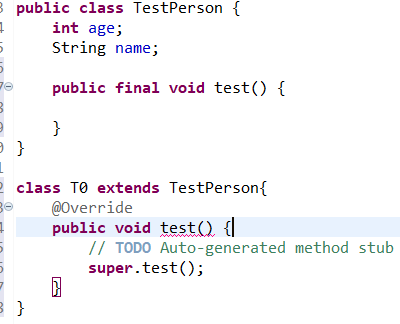 public class TestPerson {
int age;
String name;
public final void test() {
}
}
class T0 extends TestPerson{
@Override
public void test() {
// TODO Auto-generated method stub
super.test();
}
}